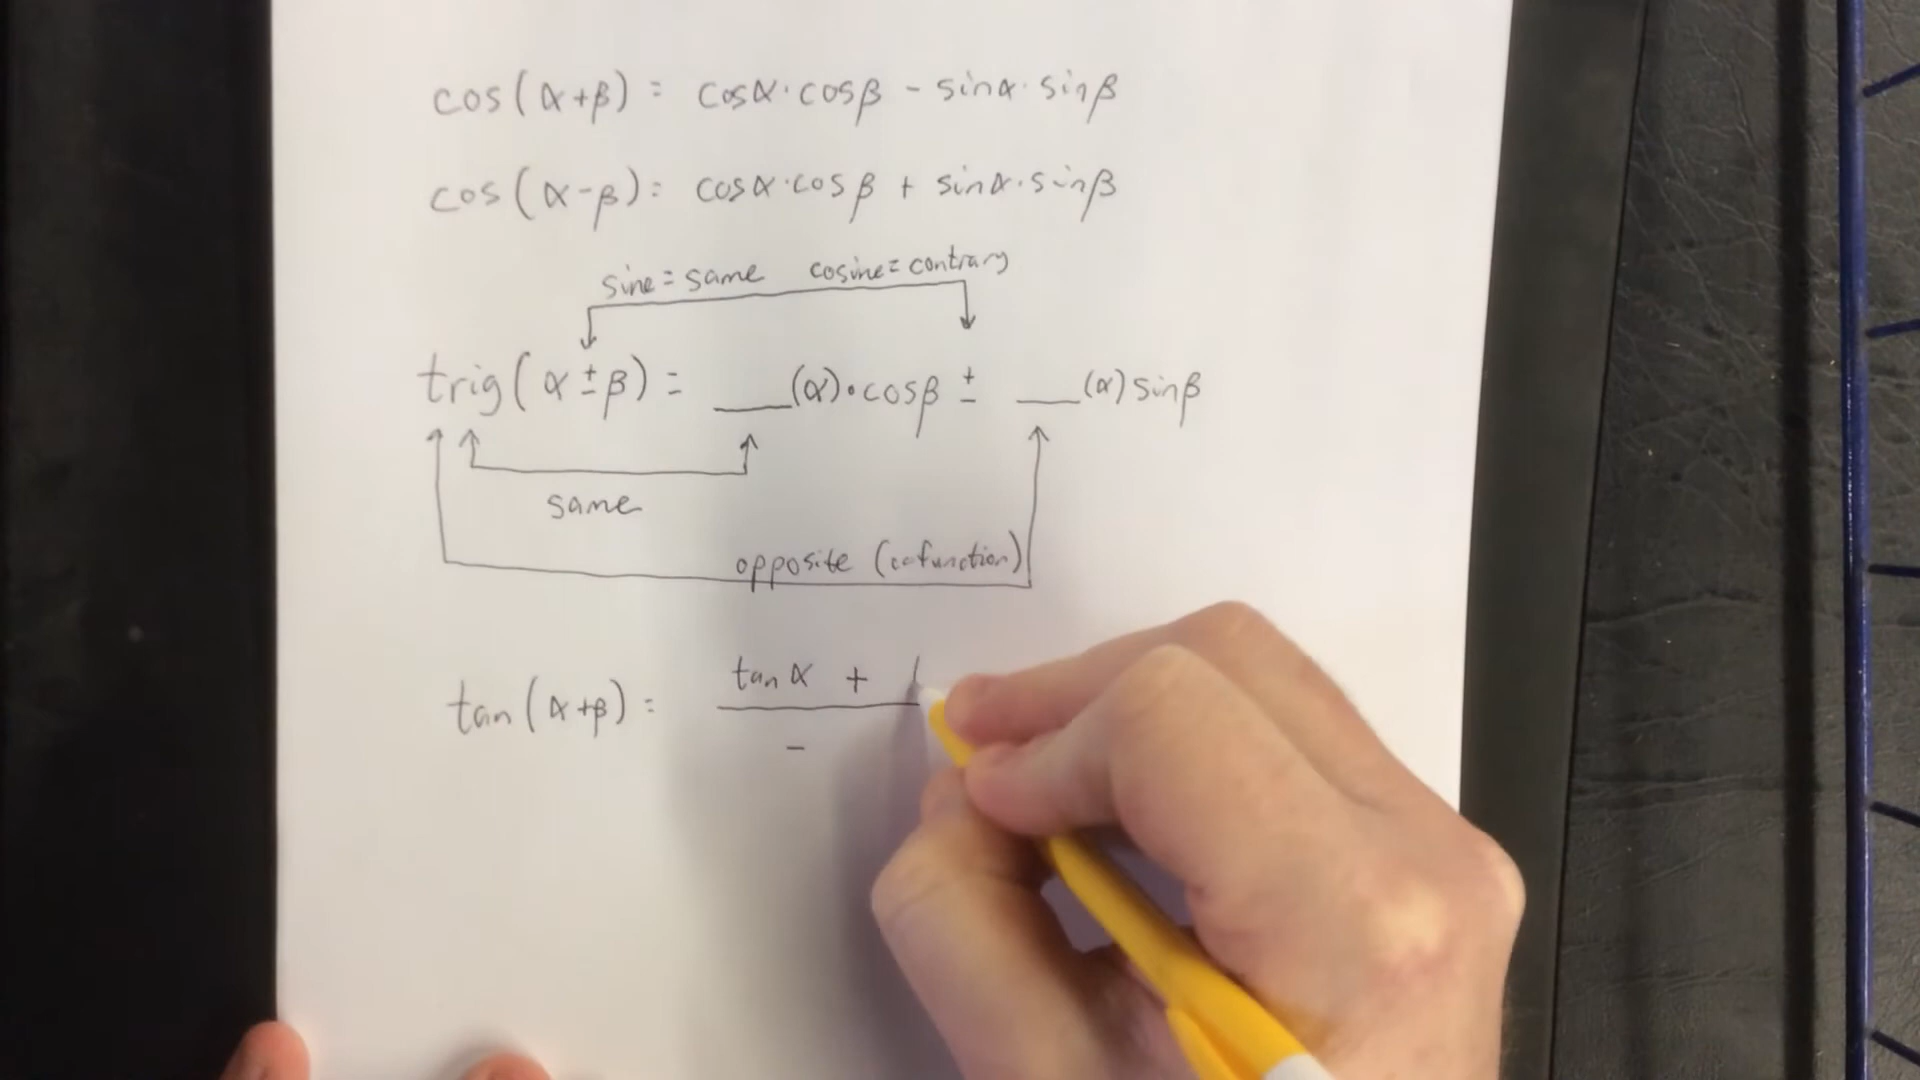 cos(α+β) = cosα·cosβ - sinα·sinβ
cos(α-β) = cosα·cosβ + sinα·sinβ
sine = same cosine = contrary
trig(α±β) = ___(α)·cosβ ± ___(α) sinβ
same
opposite (cofunction)
tan α +
tan(α+β) =
-